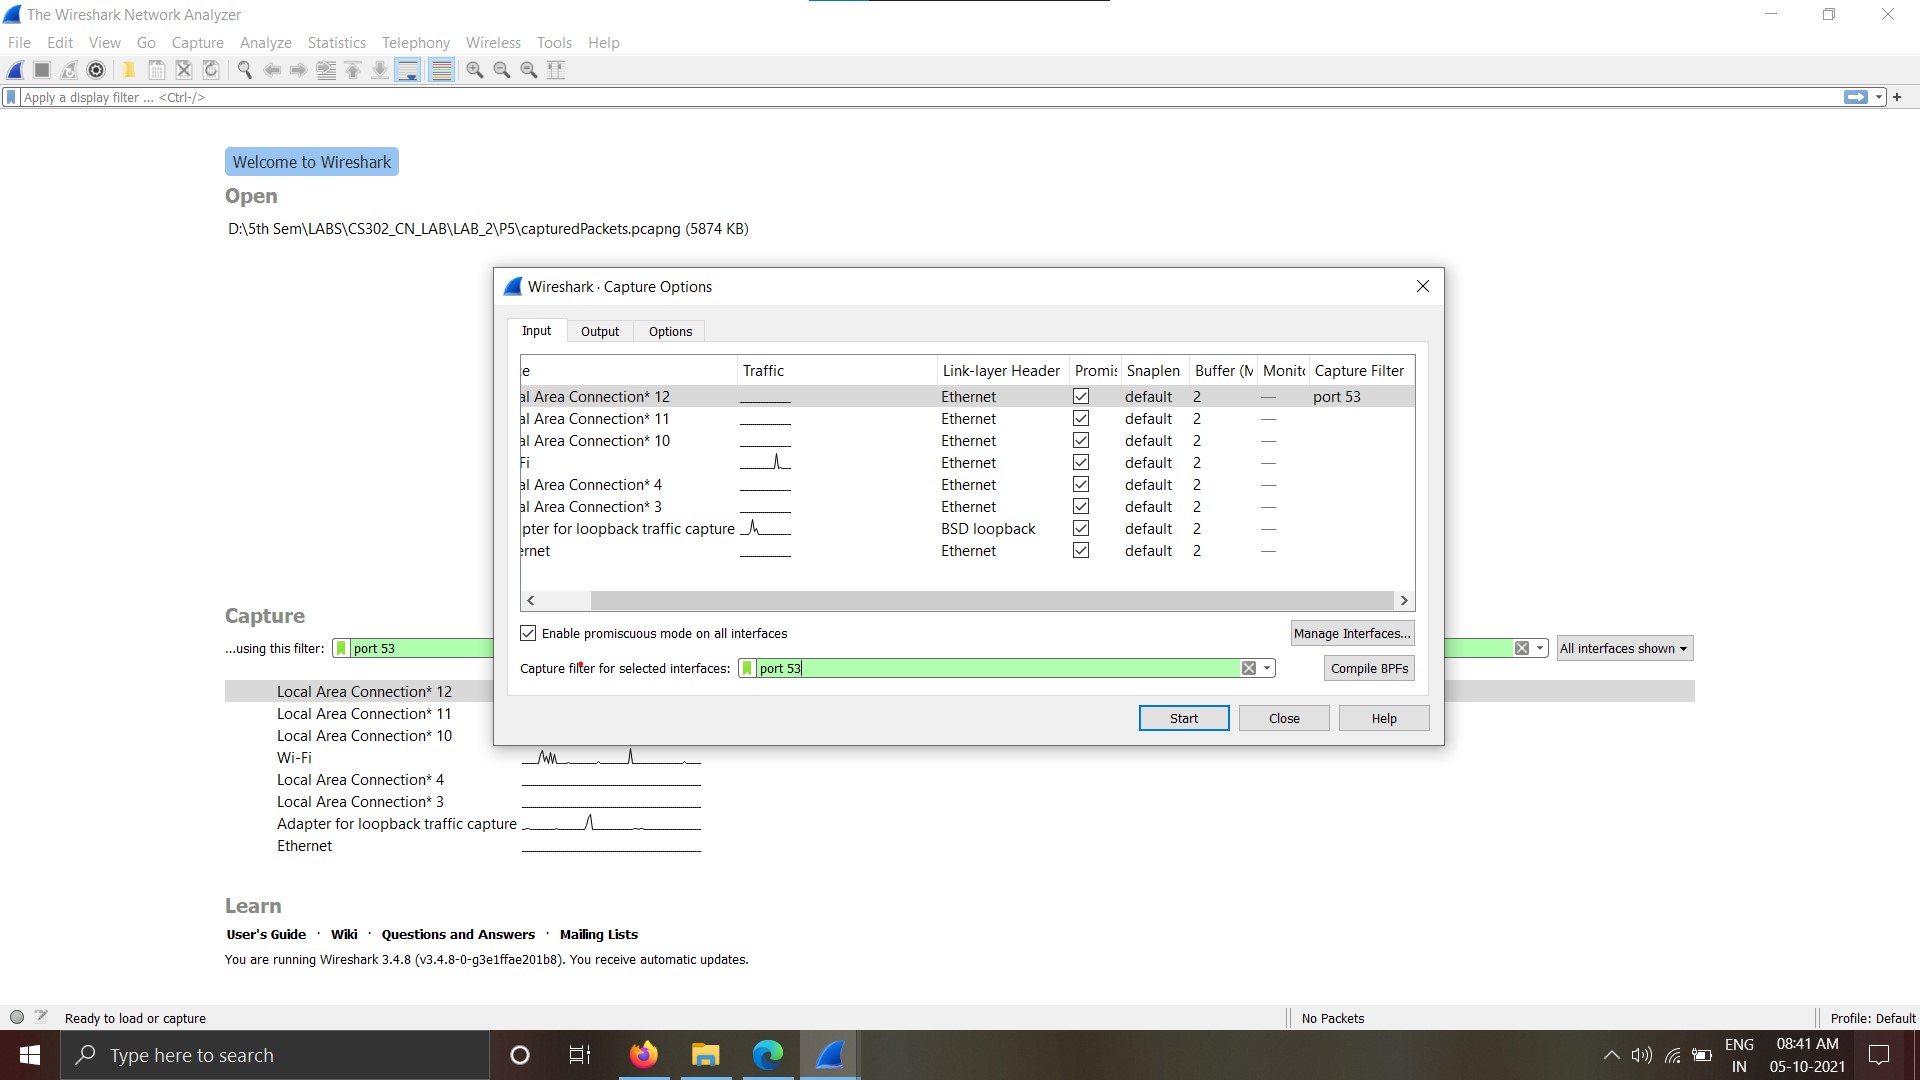 The Wireshark Network Analyzer
File Edit View Go Capture Analyze Statistics Telephony Wireless Tools Help
Apply a display filter ... <Ctrl-/>
+
Welcome to Wireshark
Open
D:\5th Sem\LABS\CS302_CN_LAB\LAB_2\P5\capturedPackets.pcapng (5874 KB)
Wireshark · Capture Options
Input Output Options
ce Traffic Link-layer Header Promis Snaplen Buffer (M Monito Capture Filter
al Area Connection* 12 Ethernet default 2 — port 53
al Area Connection* 11 Ethernet default 2 —
al Area Connection* 10 Ethernet default 2 —
Fi Ethernet default 2 —
al Area Connection* 4 Ethernet default 2 —
al Area Connection* 3 Ethernet default 2 —
pter for loopback traffic capture BSD loopback default 2 —
ernet Ethernet default 2 —
Enable promiscuous mode on all interfaces Manage Interfaces...
Capture filter for selected interfaces: port 53 Compile BPFs
Start Close Help
Capture
...using this filter: port 53 All interfaces shown
Local Area Connection* 12
Local Area Connection* 11
Local Area Connection* 10
Wi-Fi
Local Area Connection* 4
Local Area Connection* 3
Adapter for loopback traffic capture
Ethernet
Learn
User's Guide · Wiki · Questions and Answers · Mailing Lists
You are running Wireshark 3.4.8 (v3.4.8-0-g3e1ffae201b8). You receive automatic updates.
Ready to load or capture No Packets Profile: Default
Type here to search
ENG
IN
08:41 AM
05-10-2021